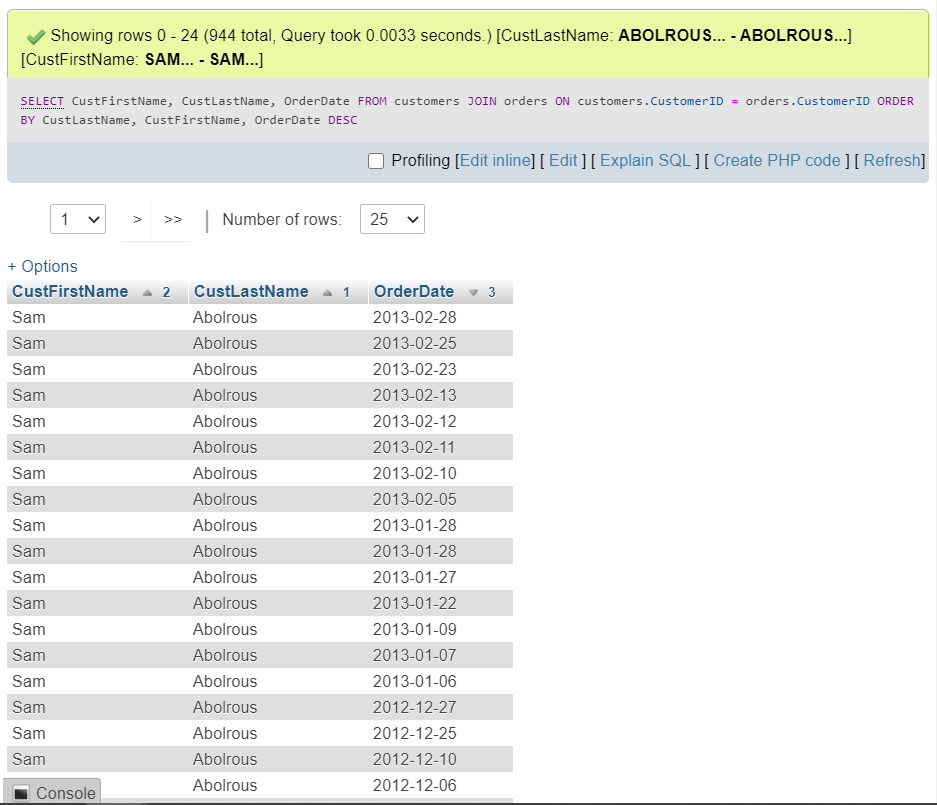 Showing rows 0 - 24 (944 total, Query took 0.0033 seconds.) [CustLastName: ABOLROUS... - ABOLROUS...]
[CustFirstName: SAM... - SAM...]
SELECT CustFirstName, CustLastName, OrderDate FROM customers JOIN orders ON customers.CustomerID = orders.CustomerID ORDER
BY CustLastName, CustFirstName, OrderDate DESC
Profiling [Edit inline] [ Edit ] [ Explain SQL ] [ Create PHP code ] [ Refresh]
1 > >> | Number of rows: 25
+ Options
CustFirstName 2 CustLastName 1 OrderDate 3
Sam Abolrous 2013-02-28
Sam Abolrous 2013-02-25
Sam Abolrous 2013-02-23
Sam Abolrous 2013-02-13
Sam Abolrous 2013-02-12
Sam Abolrous 2013-02-11
Sam Abolrous 2013-02-10
Sam Abolrous 2013-02-05
Sam Abolrous 2013-01-28
Sam Abolrous 2013-01-28
Sam Abolrous 2013-01-27
Sam Abolrous 2013-01-22
Sam Abolrous 2013-01-09
Sam Abolrous 2013-01-07
Sam Abolrous 2013-01-06
Sam Abolrous 2012-12-27
Sam Abolrous 2012-12-25
Sam Abolrous 2012-12-10
Abolrous 2012-12-06
Console